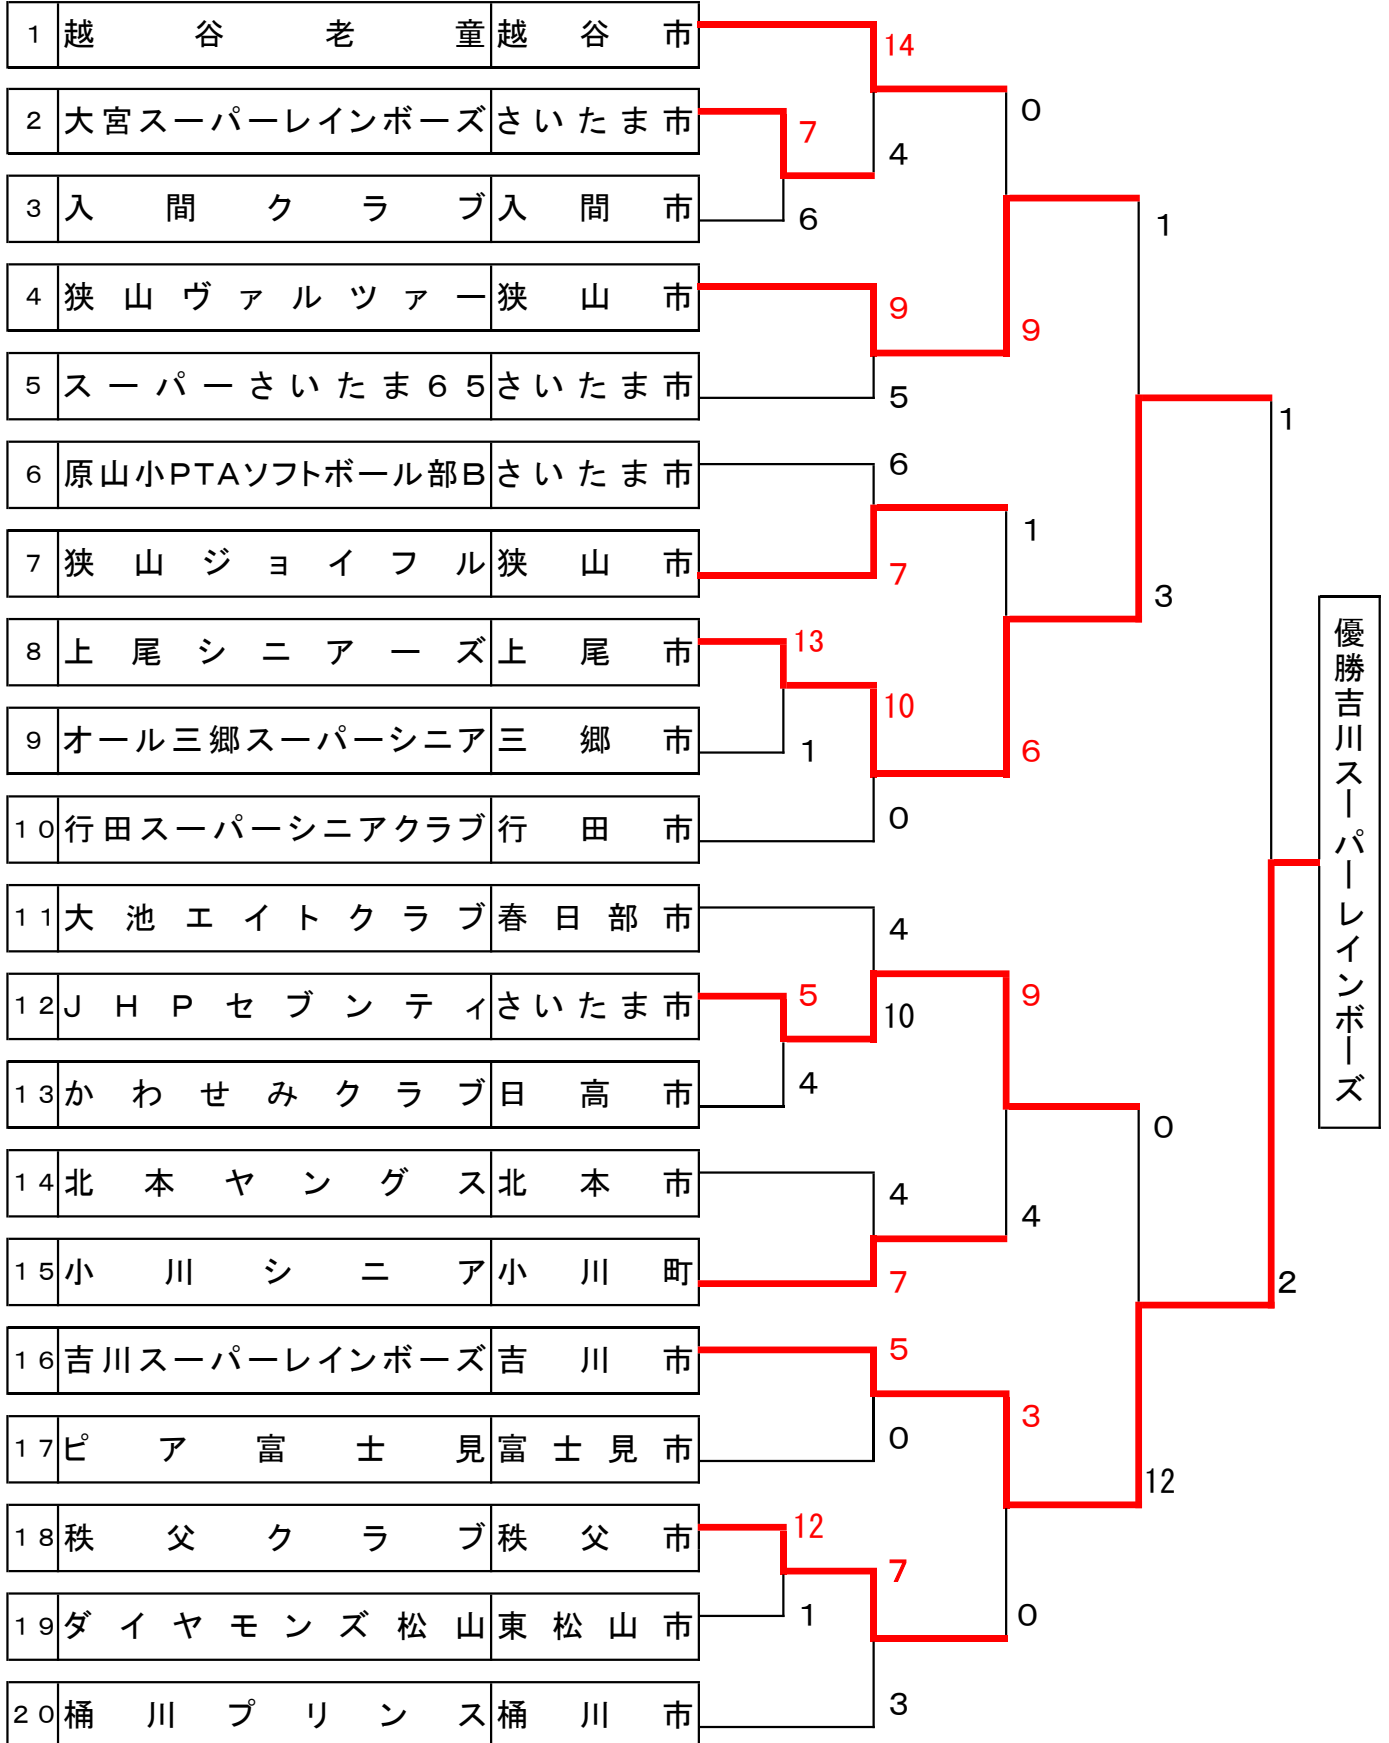 1 越谷老童 越谷市
14
0
2 大宮スーパーレインボーズ さいたま市
7
4
3 入間クラブ 入間市
6
1
4 狭山ヴァルツァー 狭山市
9
9
5 スーパーさいたま65 さいたま市
5
1
6 原山小PTAソフトボール部B さいたま市
6
1
7 狭山ジョイフル 狭山市
7
3
8 上尾シニアーズ 上尾市
13
10
9 オール三郷スーパーシニア 三郷市
1
6
10 行田スーパーシニアクラブ 行田市
0
11 大池エイトクラブ 春日部市
4
12 JHPセブンティ さいたま市
5
10
9
13 かわせみクラブ 日高市
4
0
14 北本ヤングス 北本市
4
4
15 小川シニア 小川町
7
2
16 吉川スーパーレインボーズ 吉川市
5
3
17 ピア富士見 富士見市
0
12
18 秩父クラブ 秩父市
12
7
19 ダイヤモンズ松山 東松山市
1
0
20 桶川プリンス 桶川市
3
優勝吉川スーパーレインボーズ